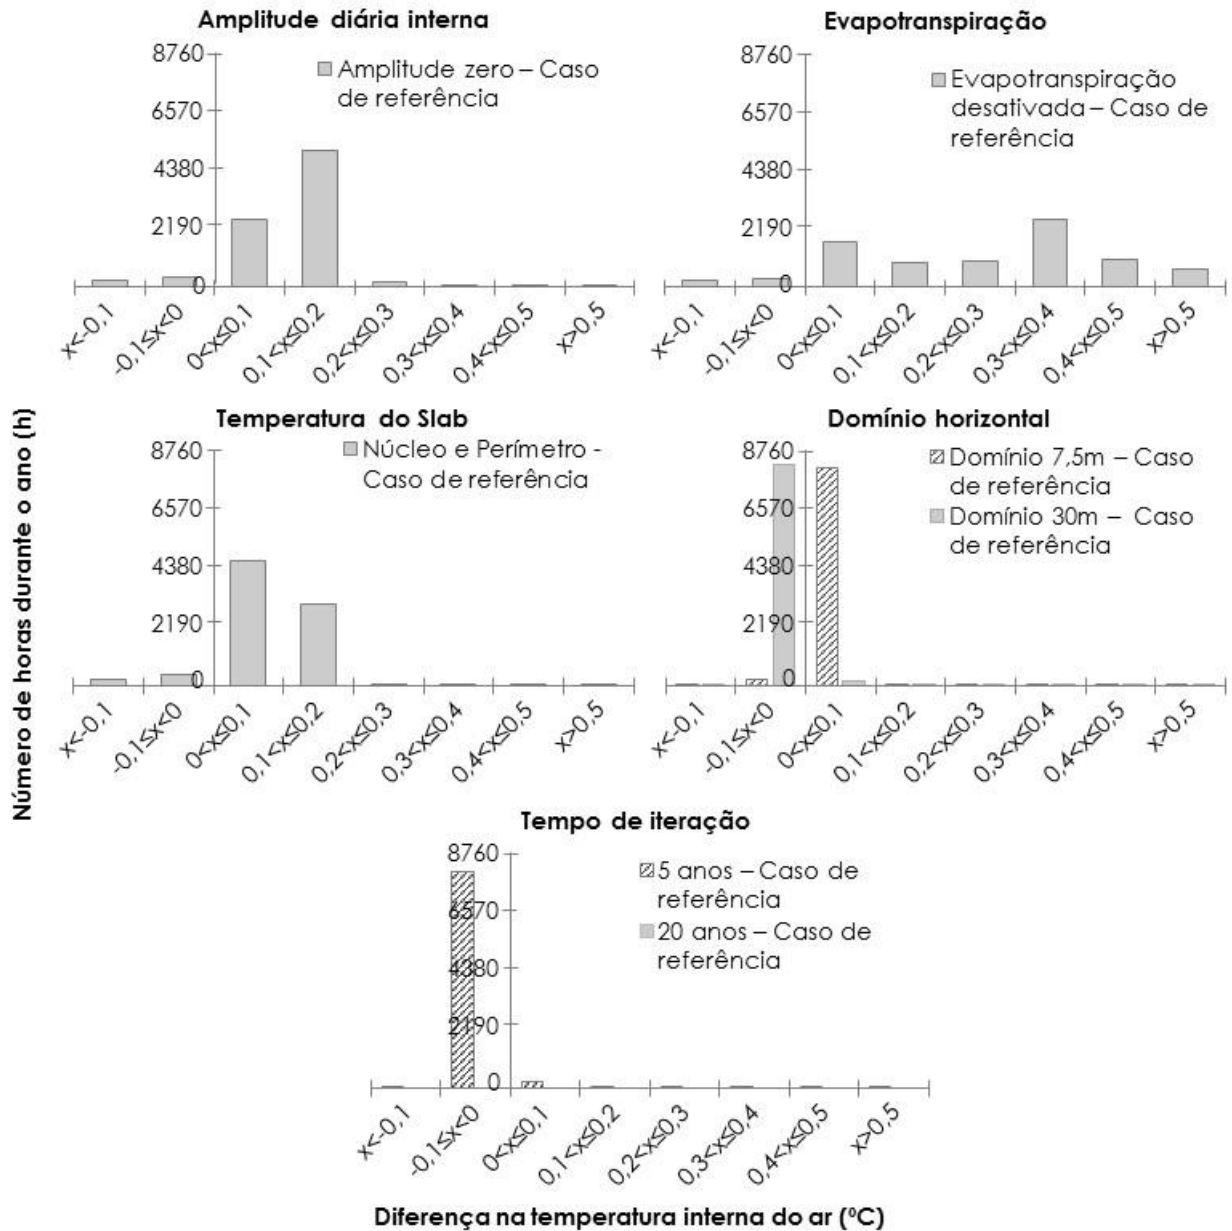 Amplitude diária interna
8760
6570
4380
2190
0
Amplitude zero – Caso
de referência
x<-0,1
-0,1≤x<0
0<x≤0,1
0,1<x≤0,2
0,2<x≤0,3
0,3<x≤0,4
0,4<x≤0,5
x>0,5
Evapotranspiração
8760
6570
4380
2190
0
Evapotranspiração
desativada – Caso de
referência
x<-0,1
-0,1≤x<0
0<x≤0,1
0,1<x≤0,2
0,2<x≤0,3
0,3<x≤0,4
0,4<x≤0,5
x>0,5
Número de horas durante o ano (h)
Temperatura do Slab
8760
6570
4380
2190
0
Núcleo e Perímetro -
Caso de referência
x<-0,1
-0,1≤x<0
0<x≤0,1
0,1<x≤0,2
0,2<x≤0,3
0,3<x≤0,4
0,4<x≤0,5
x>0,5
Domínio horizontal
8760
6570
4380
2190
0
Domínio 7,5m – Caso
de referência
Domínio 30m – Caso
de referência
x<-0,1
-0,1≤x<0
0<x≤0,1
0,1<x≤0,2
0,2<x≤0,3
0,3<x≤0,4
0,4<x≤0,5
x>0,5
Tempo de iteração
8760
6570
4380
2190
0
5 anos – Caso de
referência
20 anos – Caso de
referência
x<-0,1
-0,1≤x<0
0<x≤0,1
0,1<x≤0,2
0,2<x≤0,3
0,3<x≤0,4
0,4<x≤0,5
x>0,5
Diferença na temperatura interna do ar (ºC)